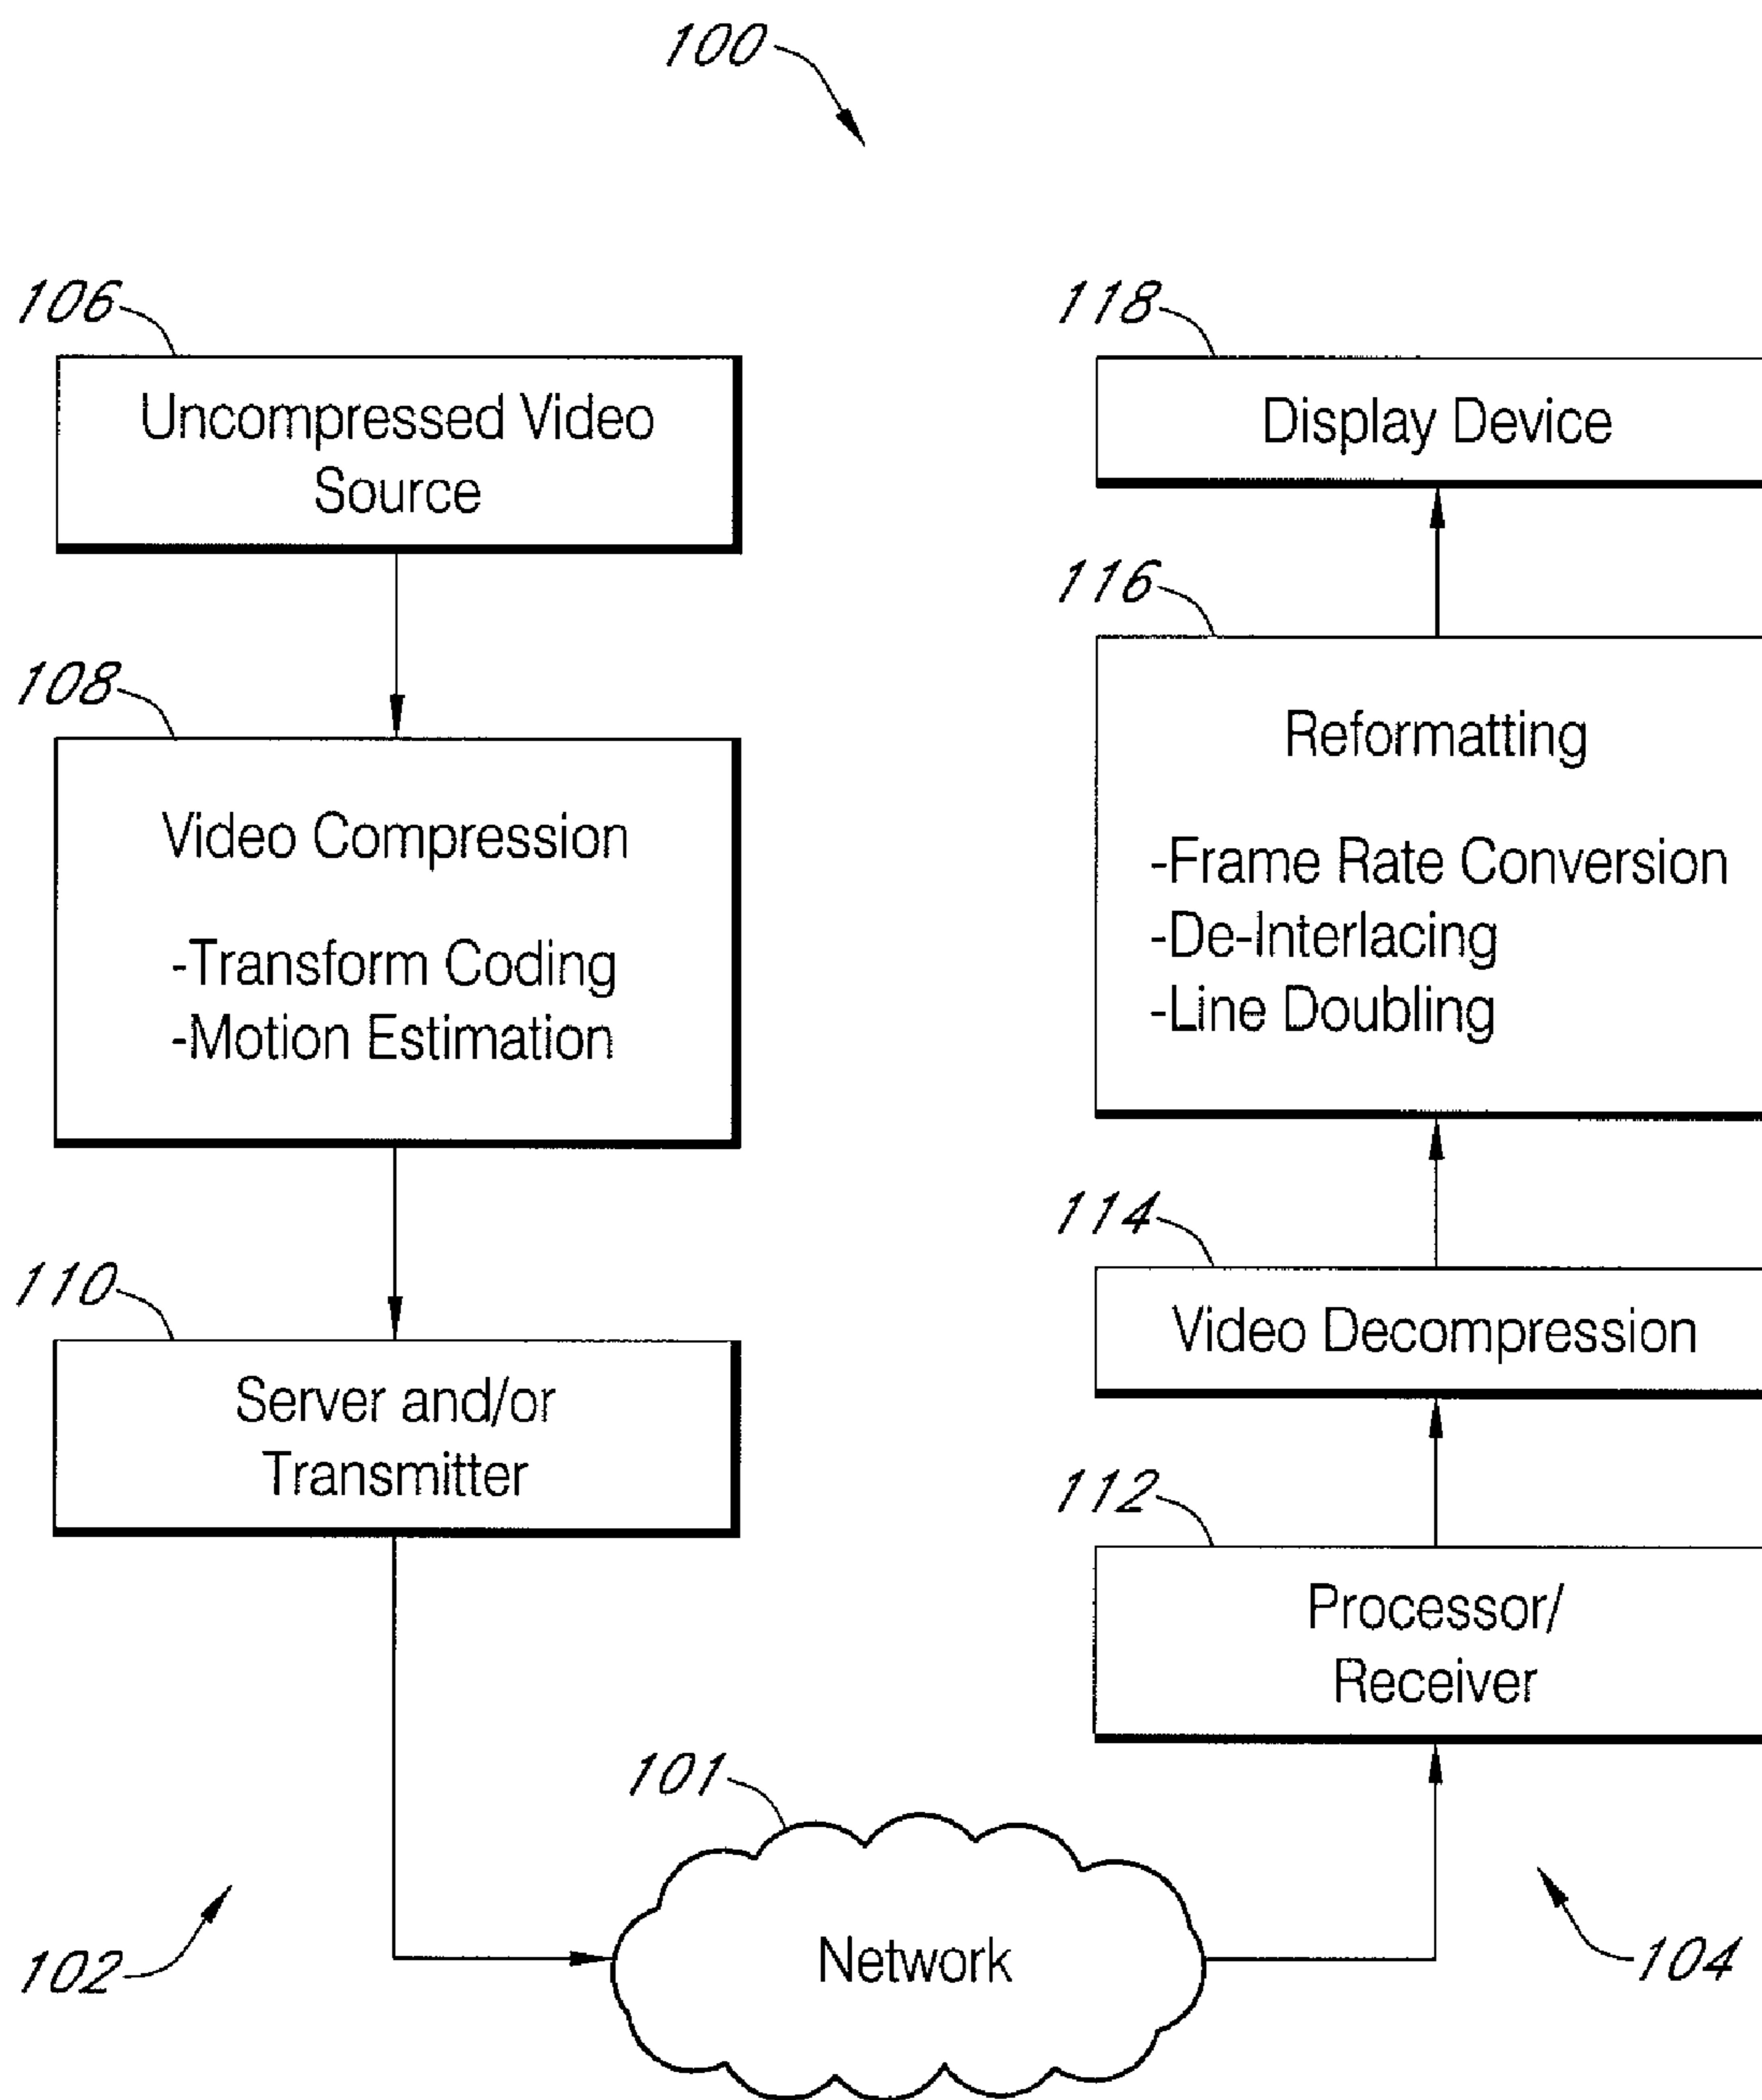 100
106
Uncompressed Video
Source
108
Video Compression
-Transform Coding
-Motion Estimation
110
Server and/or
Transmitter
102
101
Network
118
Display Device
116
Reformatting
-Frame Rate Conversion
-De-Interlacing
-Line Doubling
114
Video Decompression
112
Processor/
Receiver
104